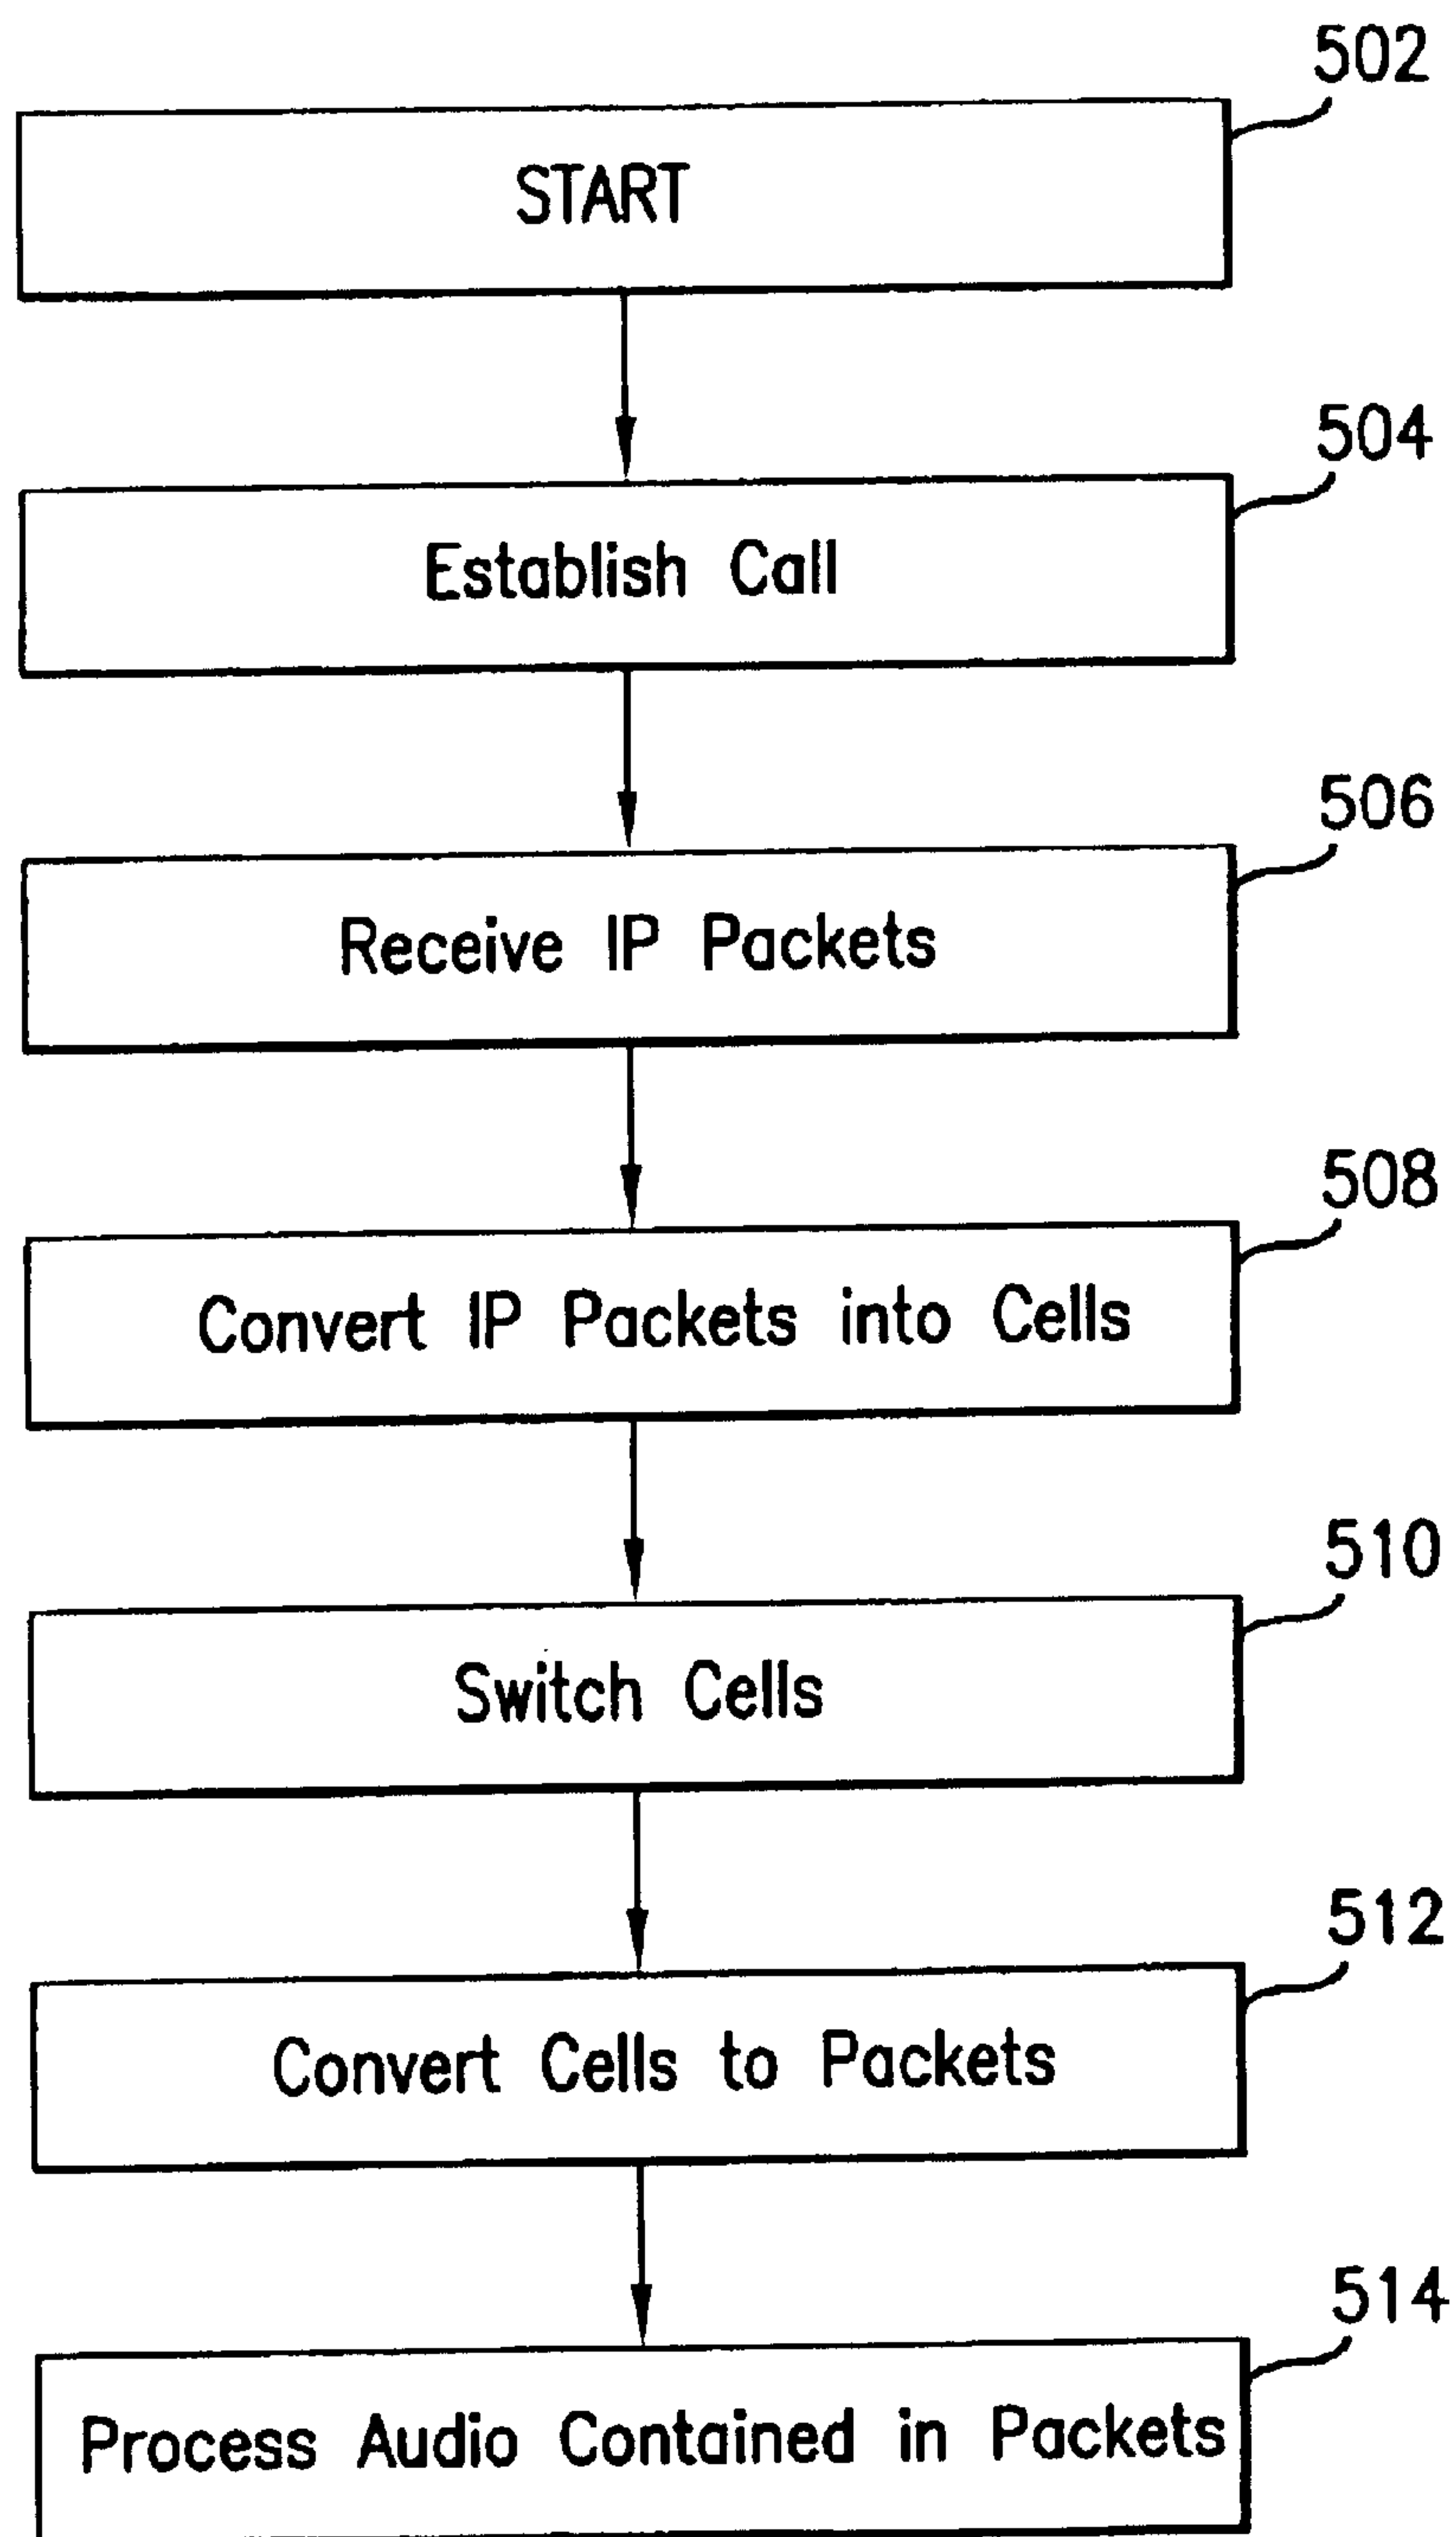 502
START
504
Establish Call
506
Receive IP Packets
508
Convert IP Packets into Cells
510
Switch Cells
512
Convert Cells to Packets
514
Process Audio Contained in Packets